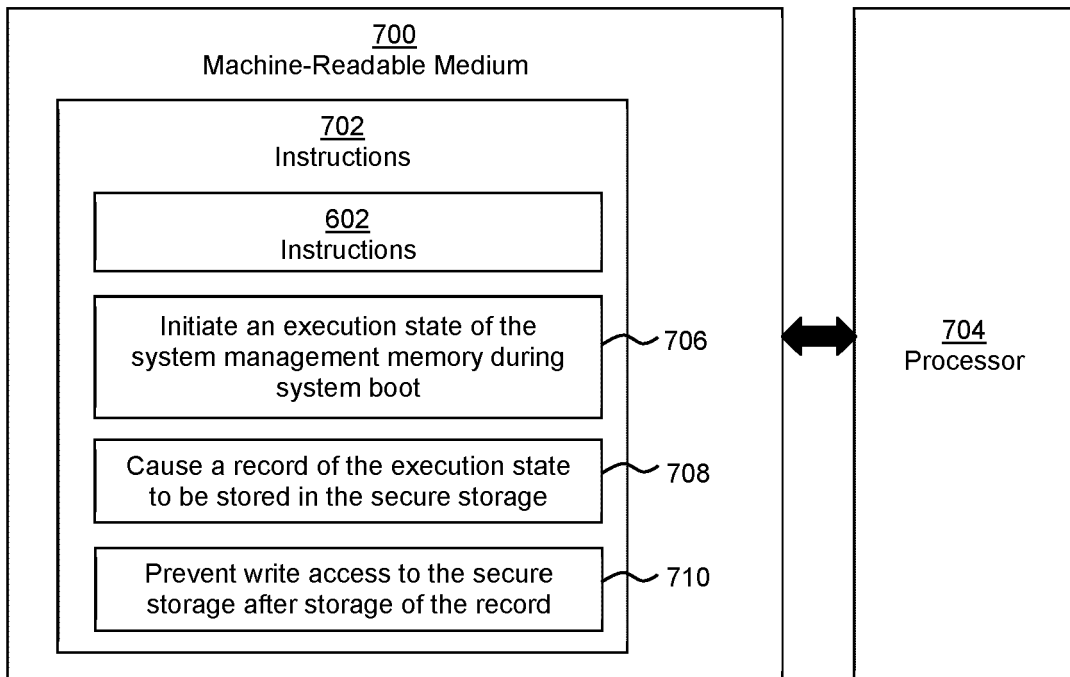 700
Machine-Readable Medium
702
Instructions
602
Instructions
Initiate an execution state of the
system management memory during
system boot
706
Cause a record of the execution state
to be stored in the secure storage
708
Prevent write access to the secure
storage after storage of the record
710
704
Processor